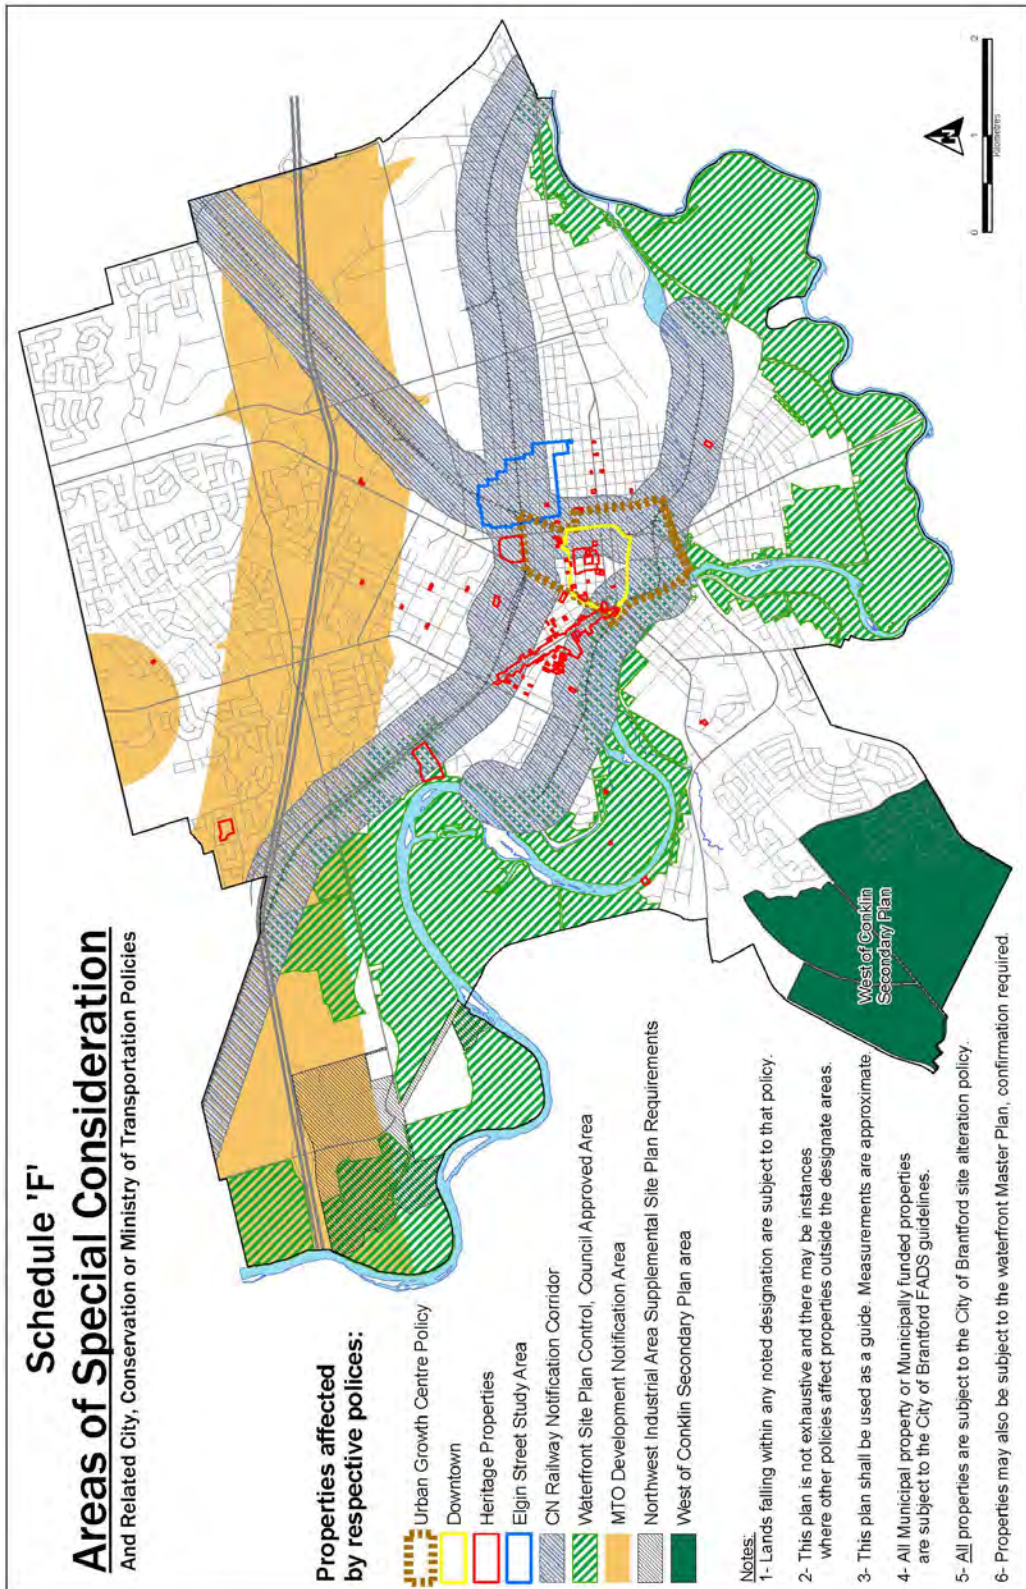 Schedule 'F'
Areas of Special Consideration
And Related City, Conservation or Ministry of Transportation Policies
Properties affected
by respective polices:
Urban Growth Centre Policy
Downtown
Heritage Properties
Elgin Street Study Area
CN Railway Notification Corridor
Waterfront Site Plan Control, Council Approved Area
MTO Development Notification Area
Northwest Industrial Area Supplemental Site Plan Requirements
West of Conklin Secondary Plan area
Notes:
1- Lands falling within any noted designation are subject to that policy.
2- This plan is not exhaustive and there may be instances
where other policies affect properties outside the designate areas.
3- This plan shall be used as a guide. Measurements are approximate.
4- All Municipal property or Municipally funded properties
are subject to the City of Brantford FADS guidelines.
5- All properties are subject to the City of Brantford site alteration policy.
6- Properties may also be subject to the waterfront Master Plan, confirmation required.
West of Conklin
Secondary Plan
N
0 1 2
Kilometres